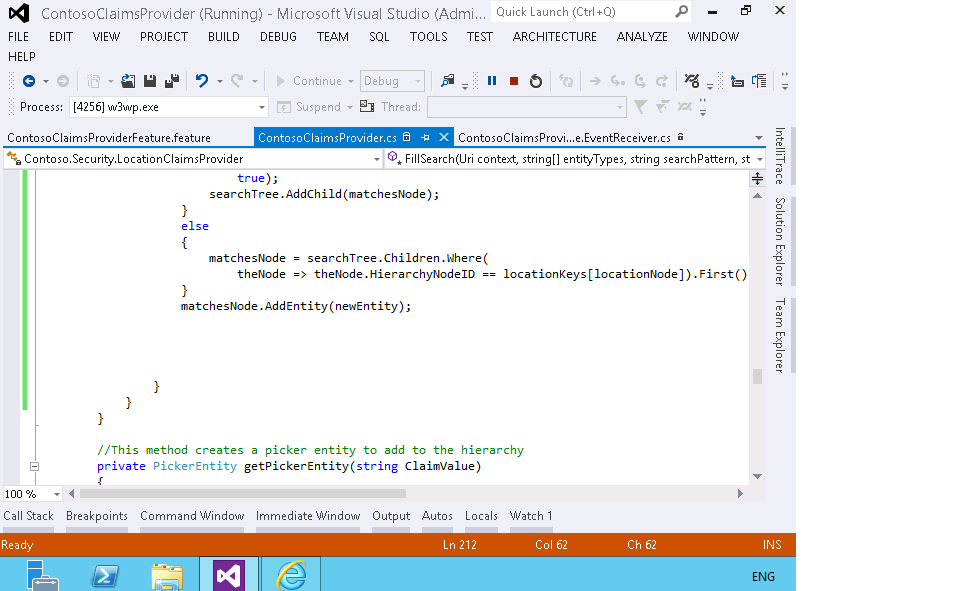 ContosoClaimsProvider (Running) - Microsoft Visual Studio (Admi... Quick Launch (Ctrl+Q)
FILE EDIT VIEW PROJECT BUILD DEBUG TEAM SQL TOOLS TEST ARCHITECTURE ANALYZE WINDOW
HELP
Continue Debug
Process: [4256] w3wp.exe Suspend Thread:
ContosoClaimsProviderFeature.feature ContosoClaimsProvider.cs ContosoClaimsProvi...e.EventReceiver.cs
Contoso.Security.LocationClaimsProvider FillSearch(Uri context, string[] entityTypes, string searchPattern, st
true);
searchTree.AddChild(matchesNode);
}
else
{
matchesNode = searchTree.Children.Where(
theNode => theNode.HierarchyNodeID == locationKeys[locationNode]).First()
}
matchesNode.AddEntity(newEntity);
}
}
}
//This method creates a picker entity to add to the hierarchy
private PickerEntity getPickerEntity(string ClaimValue)
{
100 %
IntelliTrace
Solution Explorer
Team Explorer
Call Stack Breakpoints Command Window Immediate Window Output Autos Locals Watch 1
Ready Ln 212 Col 62 Ch 62 INS
ENG